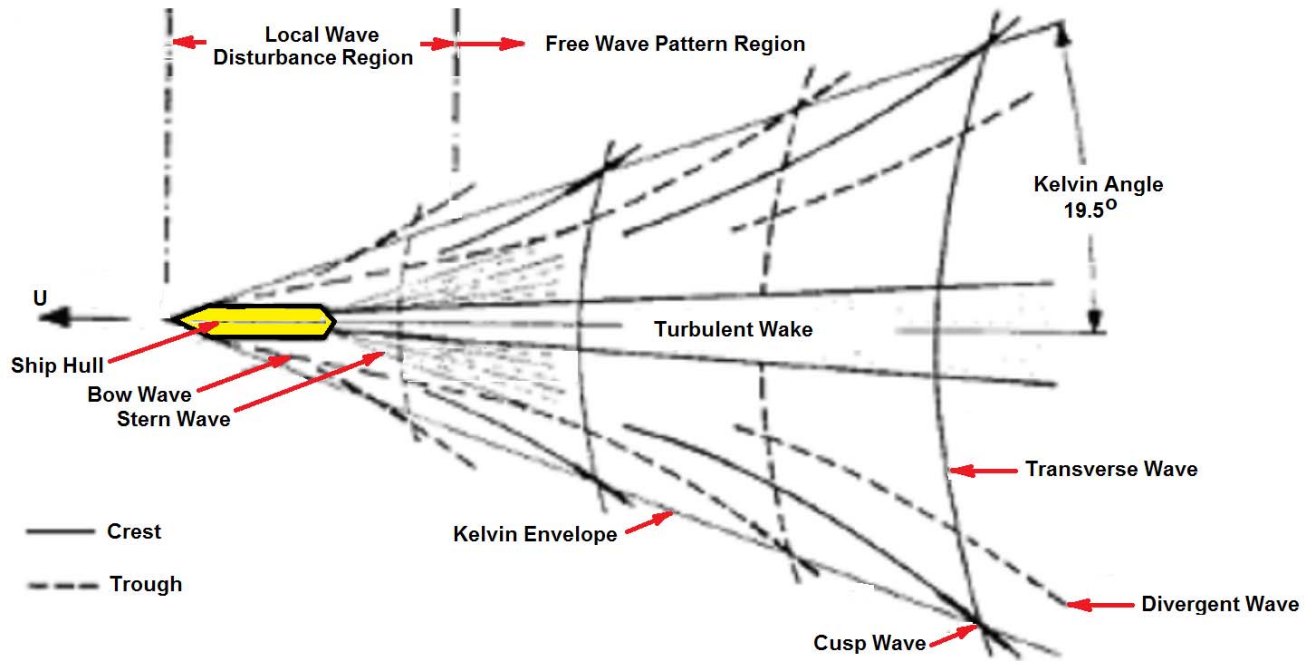 Local Wave
Disturbance Region
Free Wave Pattern Region
Kelvin Angle
19.5º
U
Turbulent Wake
Ship Hull
Bow Wave
Stern Wave
Transverse Wave
Kelvin Envelope
Crest
Trough
Divergent Wave
Cusp Wave